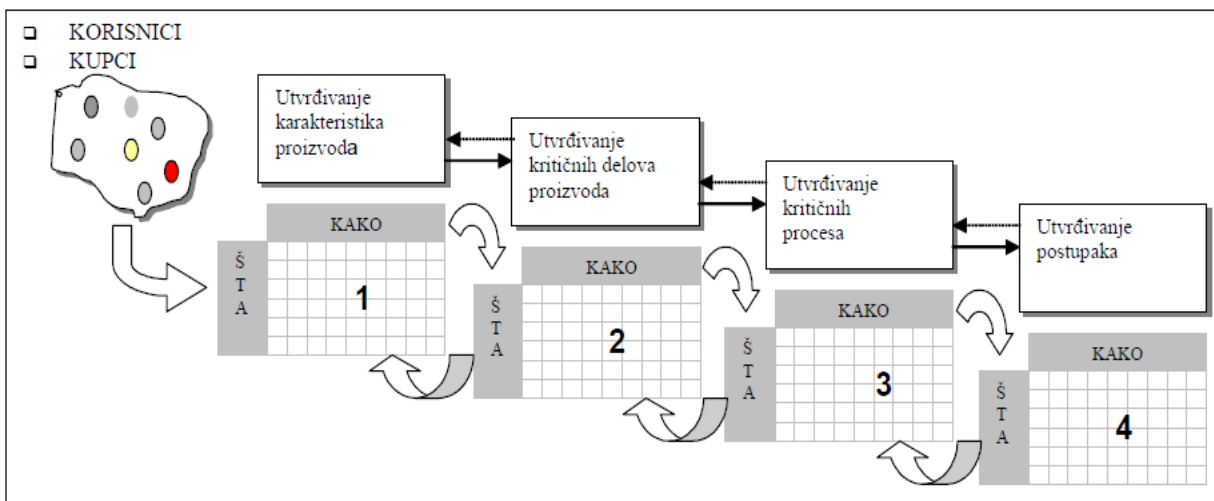 KORISNICI
KUPCI
Utvrđivanje
karakteristika
proizvoda
Utvrđivanje
kritičnih delova
proizvoda
Utvrđivanje
kritičnih
procesa
Utvrđivanje
postupaka
KAKO
Š
T
A
1
KAKO
Š
T
A
2
KAKO
Š
T
A
3
KAKO
Š
T
A
4